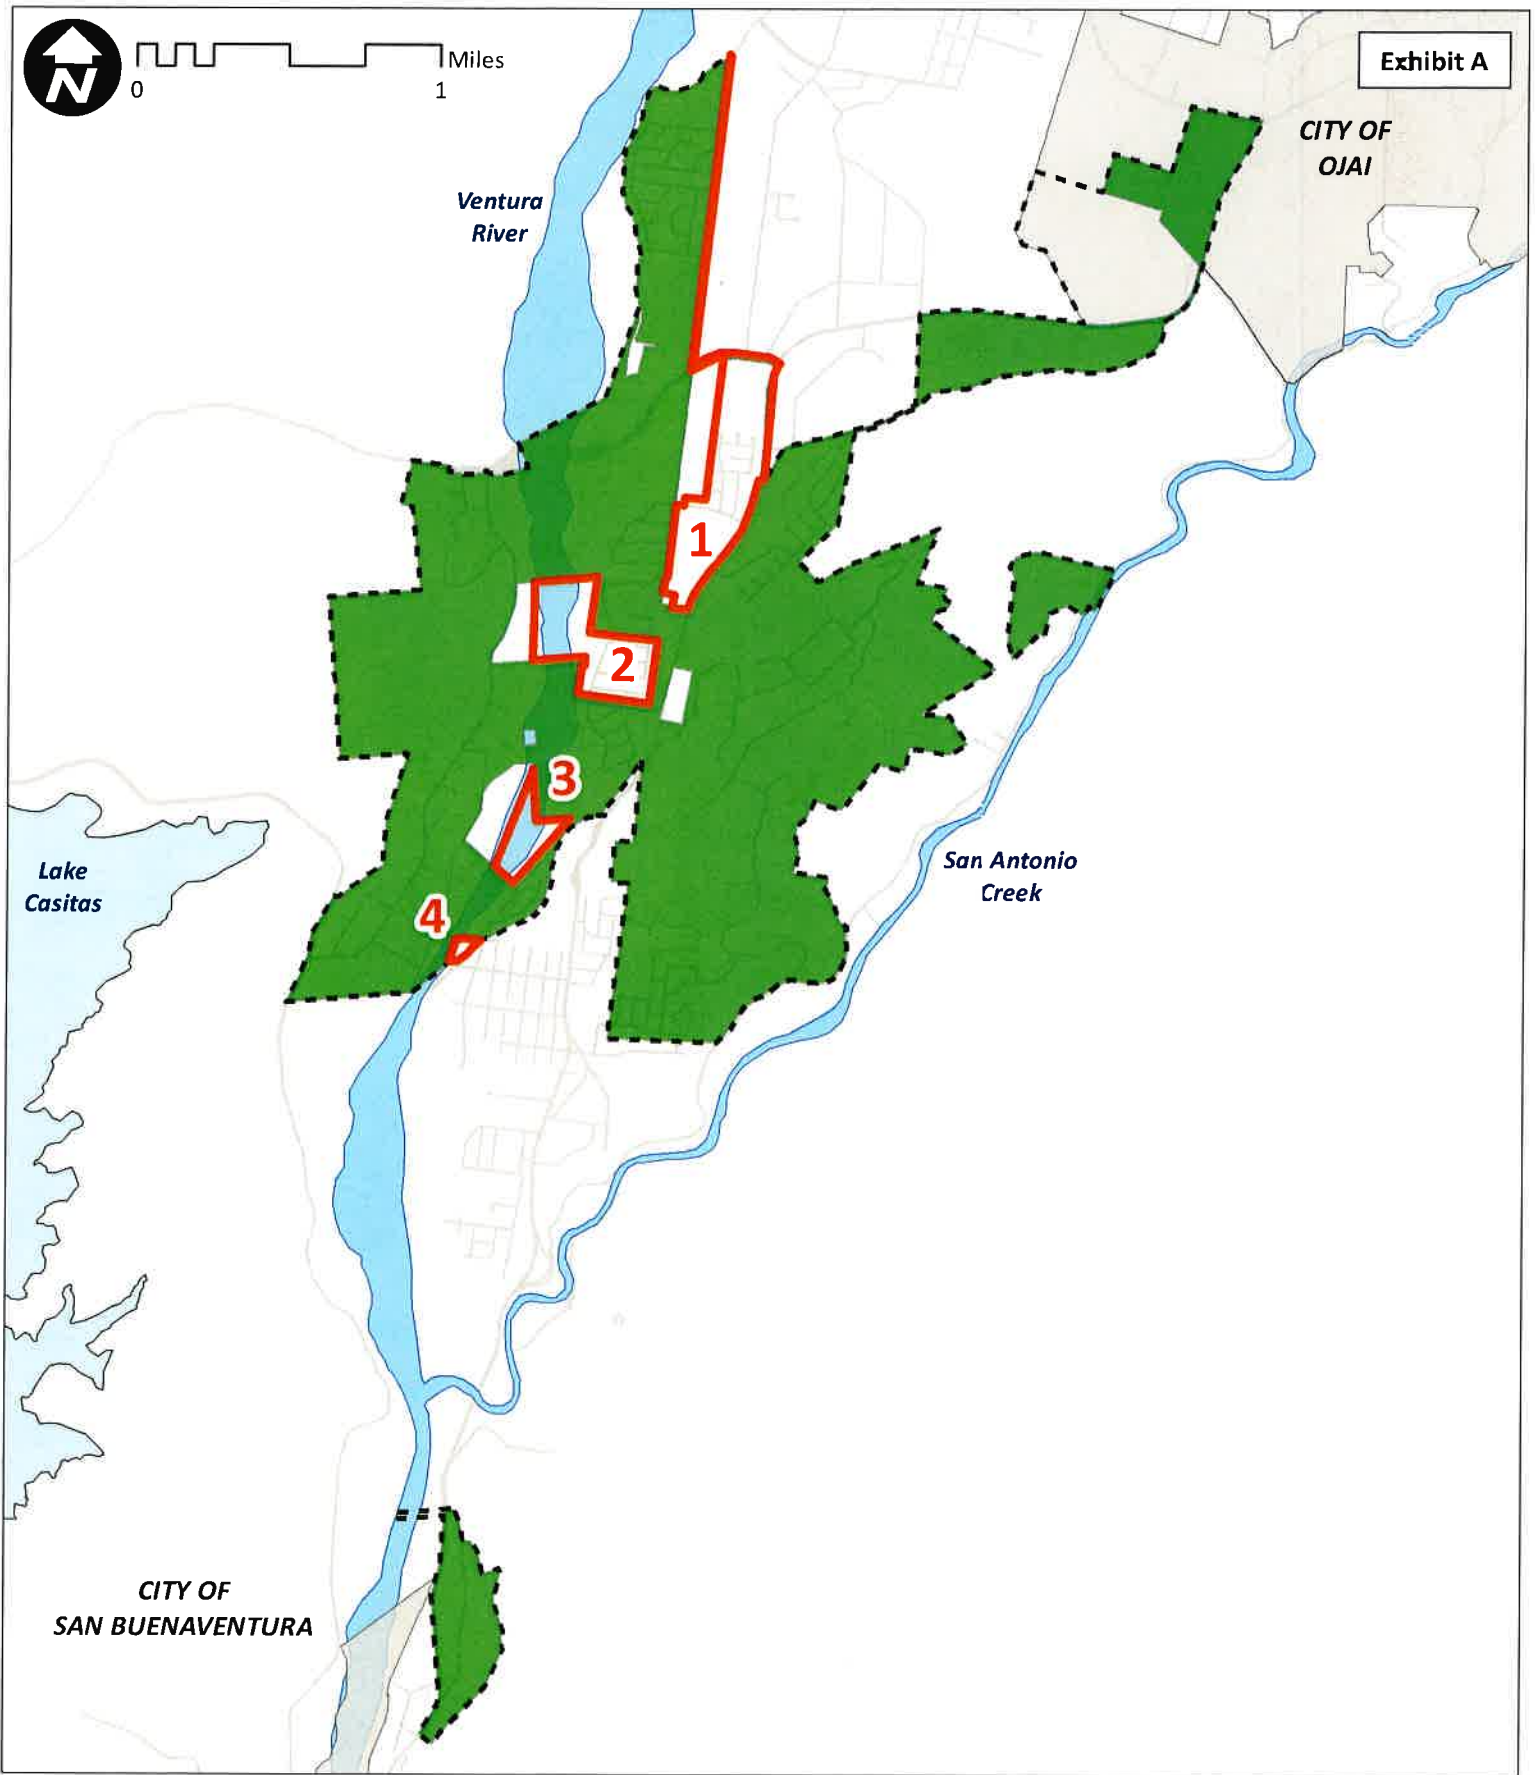 N
Miles
0
1
Exhibit A
CITY OF
OJAI
Ventura
River
1
2
3
Lake
Casitas
San Antonio
Creek
4
CITY OF
SAN BUENAVENTURA